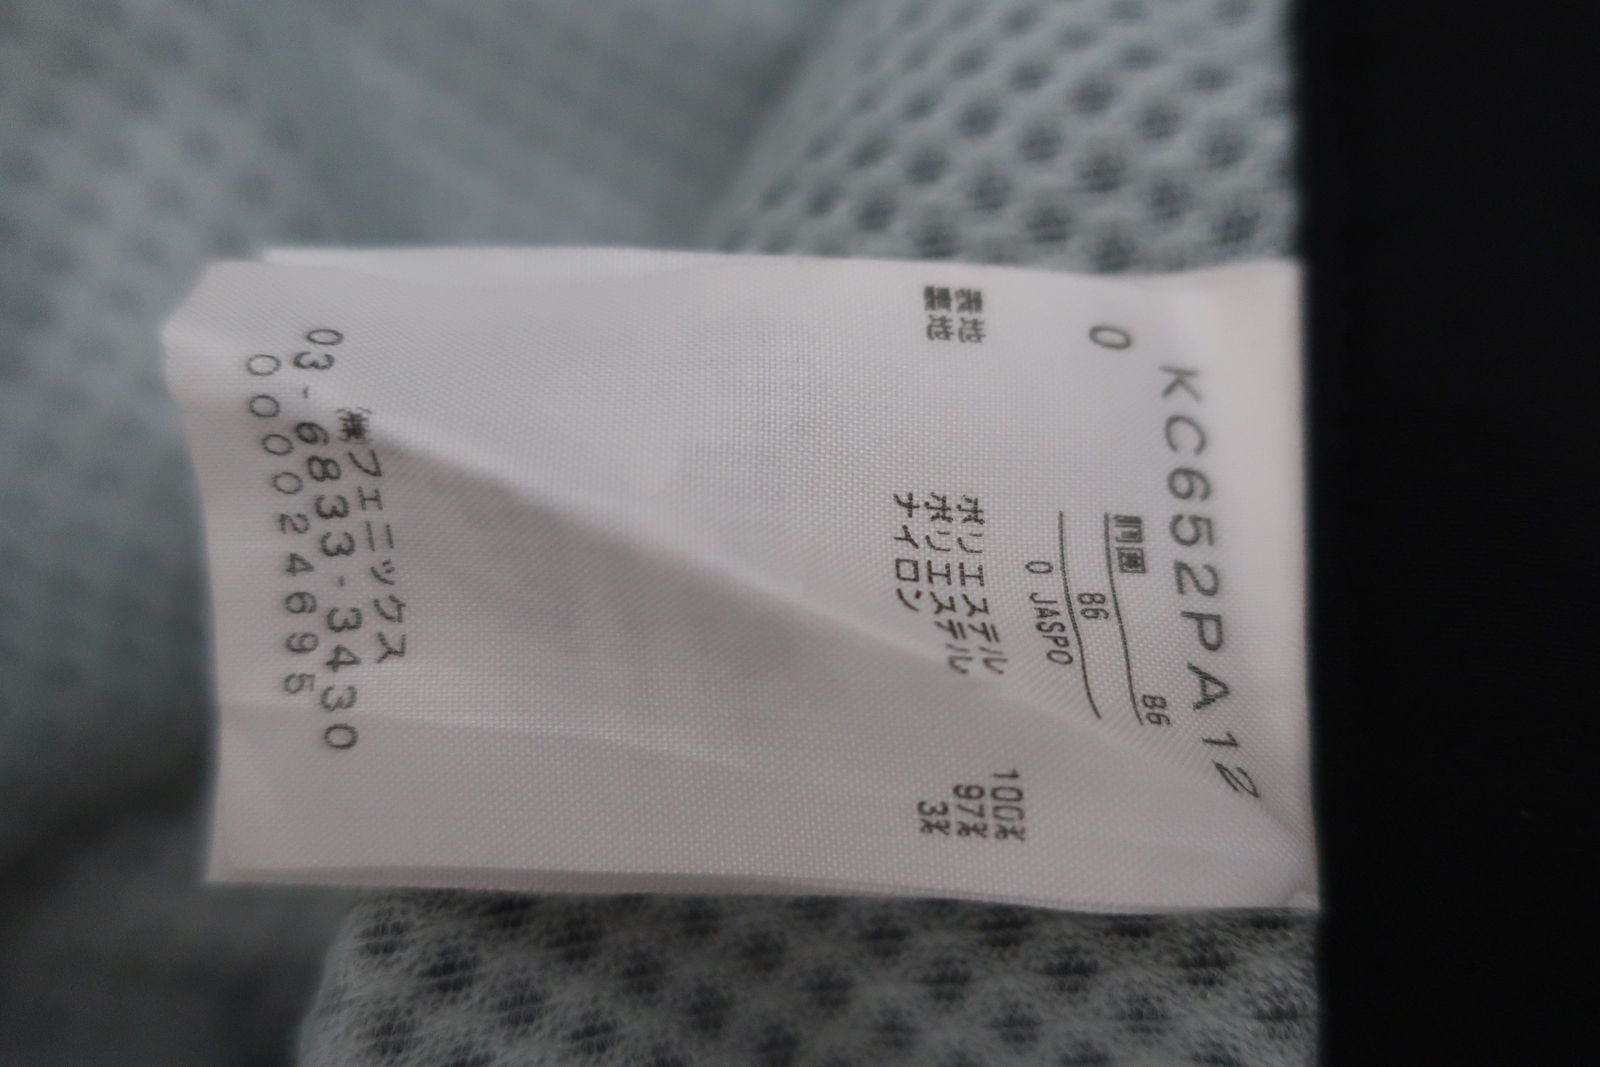 KC652PA12
0
胸囲 86
86
0 JASPO
表地 ポリエステル 100%
裏地 ポリエステル 97%
ナイロン 3%
㈱フェニックス
03-6833-3430
000024695